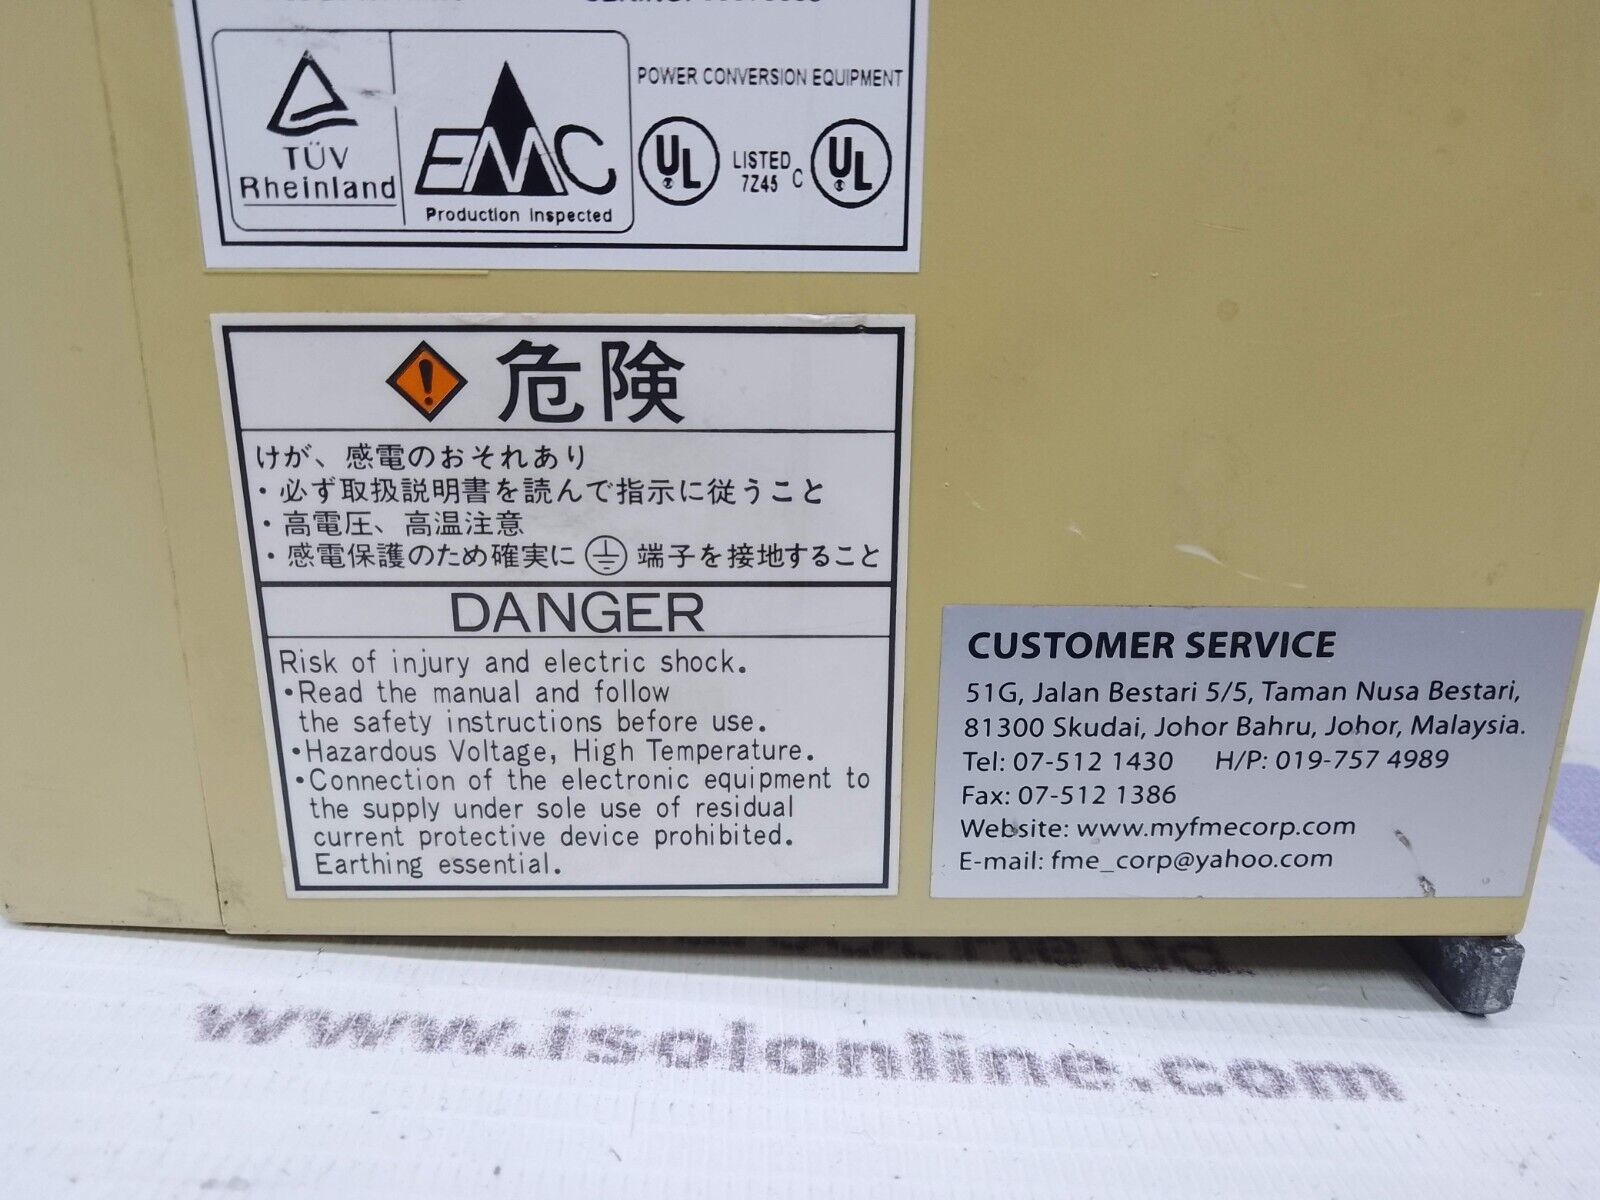 TÜV
Rheinland
EMC
Production Inspected
POWER CONVERSION EQUIPMENT
UL LISTED 7Z45 C UL
危険
けが、感電のおそれあり
・必ず取扱説明書を読んで指示に従うこと
・高電圧、高温注意
・感電保護のため確実に 端子を接地すること
DANGER
Risk of injury and electric shock.
•Read the manual and follow
the safety instructions before use.
•Hazardous Voltage, High Temperature.
•Connection of the electronic equipment to
the supply under sole use of residual
current protective device prohibited.
Earthing essential.
CUSTOMER SERVICE
51G, Jalan Bestari 5/5, Taman Nusa Bestari,
81300 Skudai, Johor Bahru, Johor, Malaysia.
Tel: 07-512 1430 H/P: 019-757 4989
Fax: 07-512 1386
Website: www.myfmecorp.com
E-mail: fme_corp@yahoo.com
www.isolonline.com